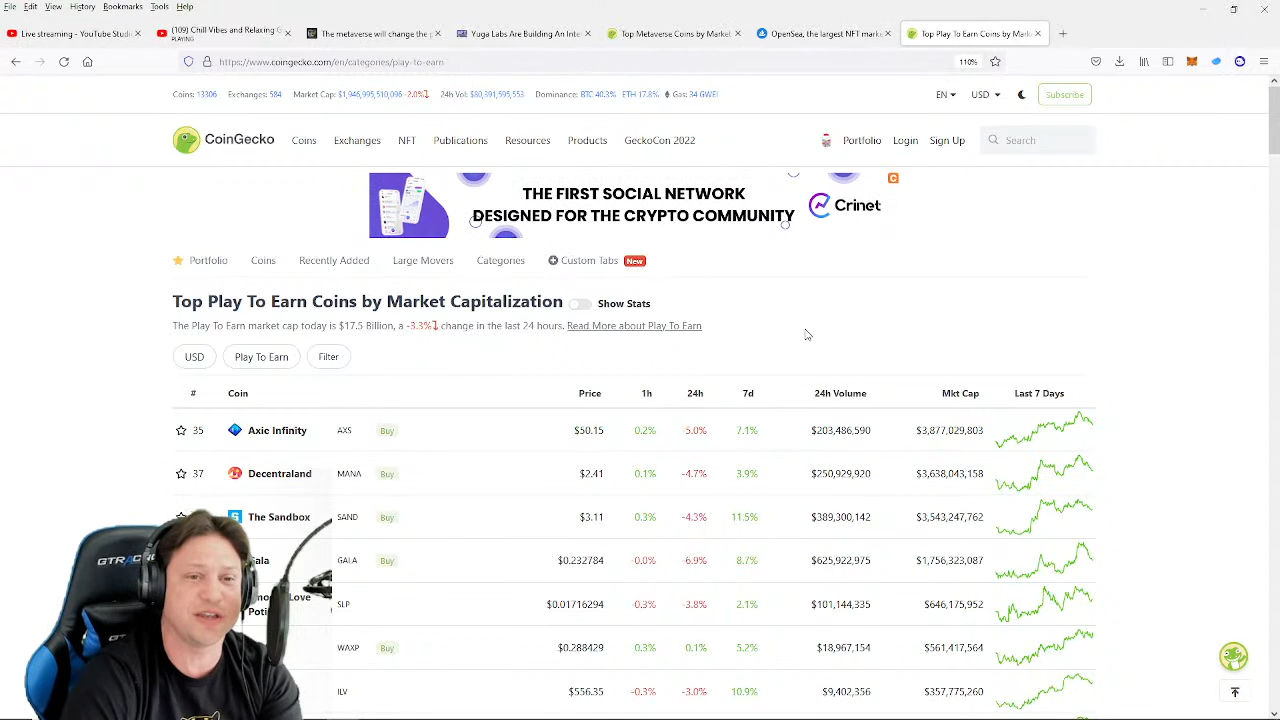 File Edit View History Bookmarks Tools Help
Live streaming - YouTube Studio
(109) Chill Vibes and Relaxing G
PLAYING
The metaverse will change the p
Yuga Labs Are Building An Inte
Top Metaverse Coins by Market
OpenSea, the largest NFT mark
Top Play To Earn Coins by Mark
https://www.coingecko.com/en/categories/play-to-earn
110%
Coins: 13306 Exchanges: 584 Market Cap: -2.0% 24h Vol: $80,391,595,553 Dominance: BTC 40.3% ETH 17.8% Gas: 34 GWEI
EN USD Subscribe
CoinGecko Coins Exchanges NFT Publications Resources Products GeckoCon 2022 Portfolio Login Sign Up Search
THE FIRST SOCIAL NETWORK
DESIGNED FOR THE CRYPTO COMMUNITY
Crinet
Portfolio Coins Recently Added Large Movers Categories Custom Tabs New
Top Play To Earn Coins by Market Capitalization Show Stats
The Play To Earn market cap today is $17.5 Billion, a -3.3% change in the last 24 hours. Read More about Play To Earn
USD Play To Earn Filter
# Coin Price 1h 24h 7d 24h Volume Mkt Cap Last 7 Days
35 Axie Infinity AXS Buy $50.15 0.2% -5.0% 7.1% $203,486,590 $3,877,029,803
37 Decentraland MANA Buy $2.41 0.1% -4.7% 3.9% $250,929,920 $3,638,048,158
The Sandbox SAND Buy $3.11 0.3% -4.3% 11.5% $389,300,142 $3,543,247,762
GALA Buy $0.232784 -0.0% -6.9% 8.7% $625,922,975 $1,756,323,087
Love
SLP $0.01716294 0.3% -3.8% 2.1% $101,144,335 $646,175,952
WAXP Buy $0.288429 0.3% 0.1% 5.2% $18,967,154 $561,417,564
ILV $556.35 -0.3% -3.0% 10.9% $9,402,356 $357,775,260